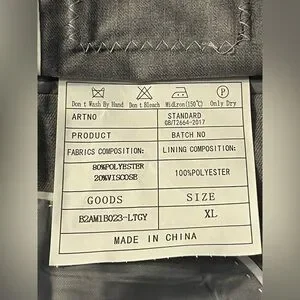 P
Don t Wash By Hand Don t Bleach MidIron(150℃) Only Dry
ARTNO STANDARD
GB/T2664-2017
PRODUCT BATCH NO
FABRICS COMPOSITION: LINING COMPOSITION:
80%POLYESTER
20%VISCOSE 100%POLYESTER
GOODS SIZE
B2AW1B023-LTGY XL
MADE IN CHINA